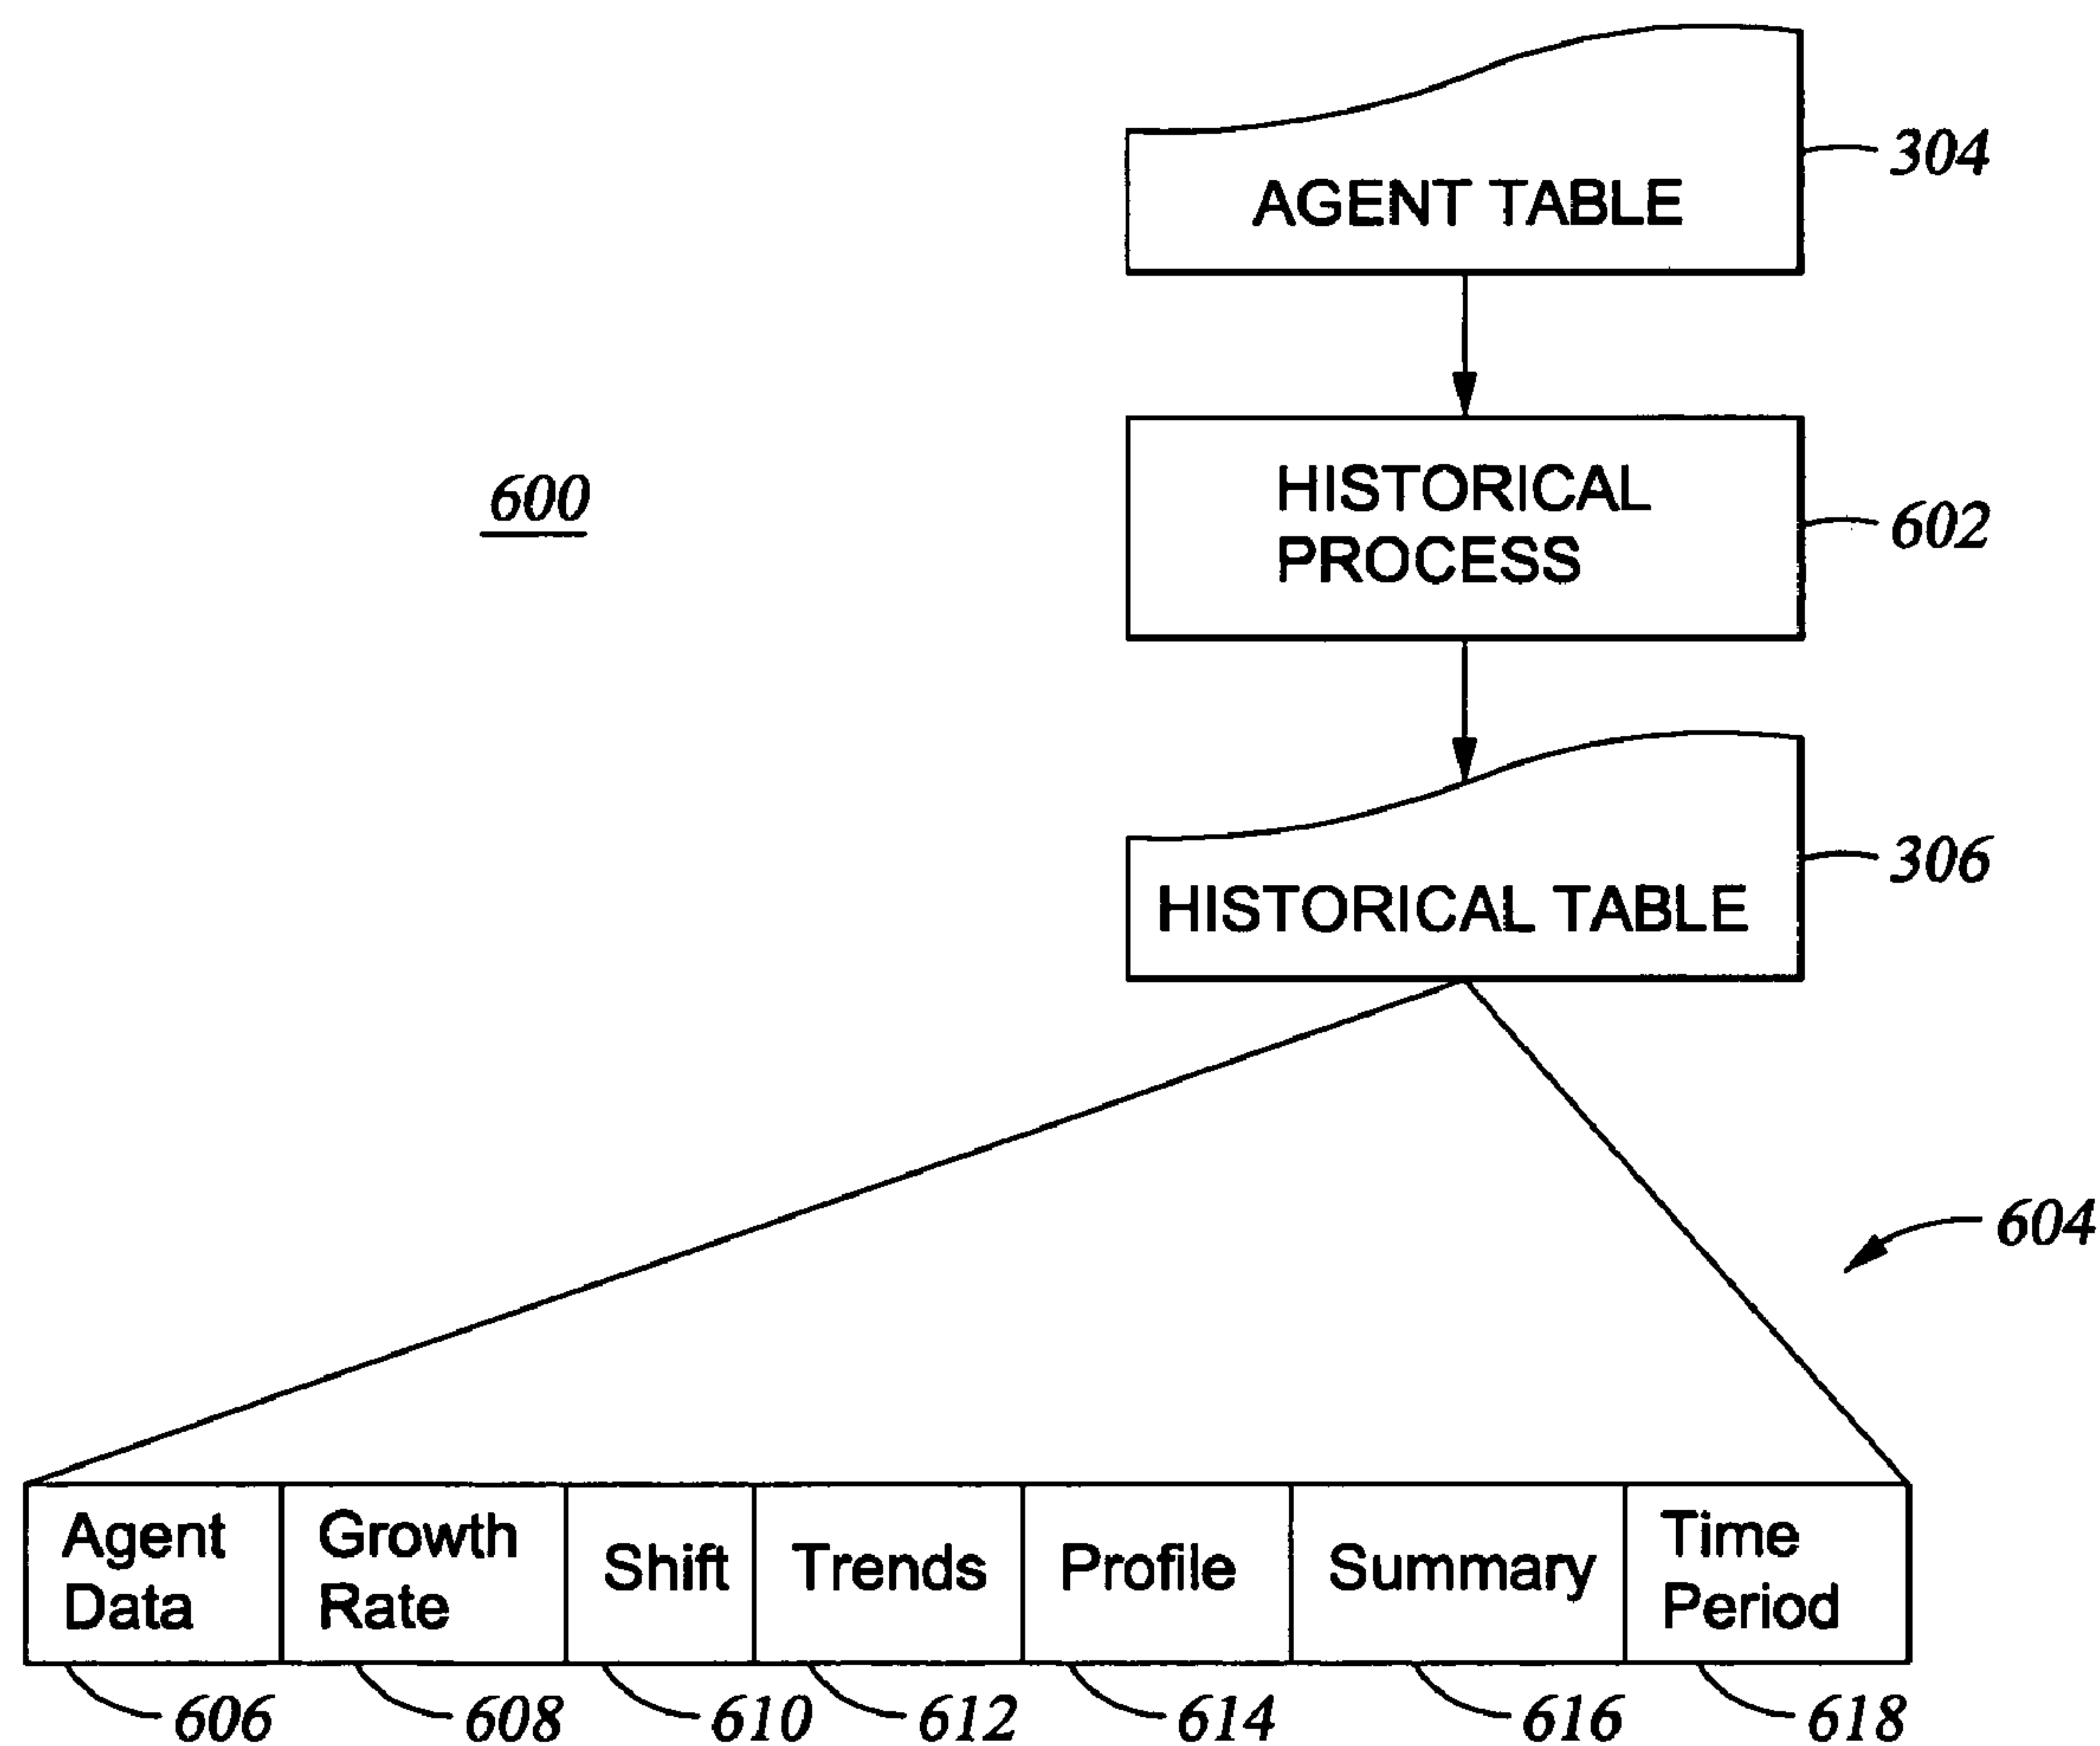 304
AGENT TABLE
600
HISTORICAL
PROCESS
602
306
HISTORICAL TABLE
604
Agent
Data
Growth
Rate
Shift
Trends
Profile
Summary
Time
Period
606
608
610
612
614
616
618